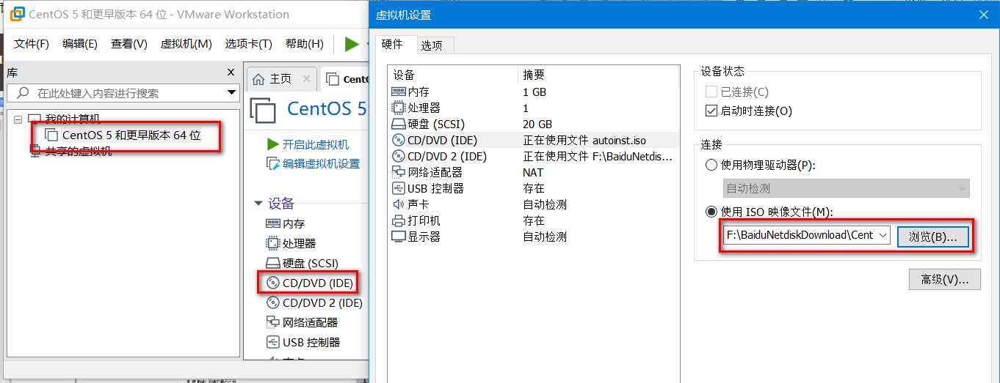 CentOS 5 和更早版本 64 位 - VMware Workstation
文件(F) 编辑(E) 查看(V) 虚拟机(M) 选项卡(T) 帮助(H)
库
在此处键入内容进行搜索
我的计算机
CentOS 5 和更早版本 64 位
共享的虚拟机
主页
CentO
CentOS 5
开启此虚拟机
编辑虚拟机设置
设备
内存
处理器
硬盘 (SCSI)
CD/DVD (IDE)
CD/DVD 2 (IDE)
网络适配器
USB 控制器
虚拟机设置
硬件 选项
设备 摘要
内存 1 GB
处理器 1
硬盘 (SCSI) 20 GB
CD/DVD (IDE) 正在使用文件 autoinst.iso
CD/DVD 2 (IDE) 正在使用文件 F:\BaiduNetdis...
网络适配器 NAT
USB 控制器 存在
声卡 自动检测
打印机 存在
显示器 自动检测
设备状态
已连接(C)
启动时连接(O)
连接
使用物理驱动器(P):
自动检测
使用 ISO 映像文件(M):
F:\BaiduNetdiskDownload\Cent 浏览(B)...
高级(V)...